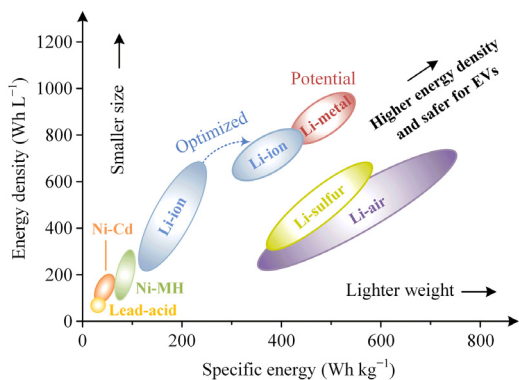 1200
1000
800
600
400
200
0
Energy density (Wh L⁻¹)
Smaller size
Optimized
Potential
Higher energy density
and safer for EVs
Li-metal
Li-ion
Li-ion
Li-sulfur
Li-air
Ni-Cd
Ni-MH
Lead-acid
Lighter weight
0
200
400
600
800
Specific energy (Wh kg⁻¹)